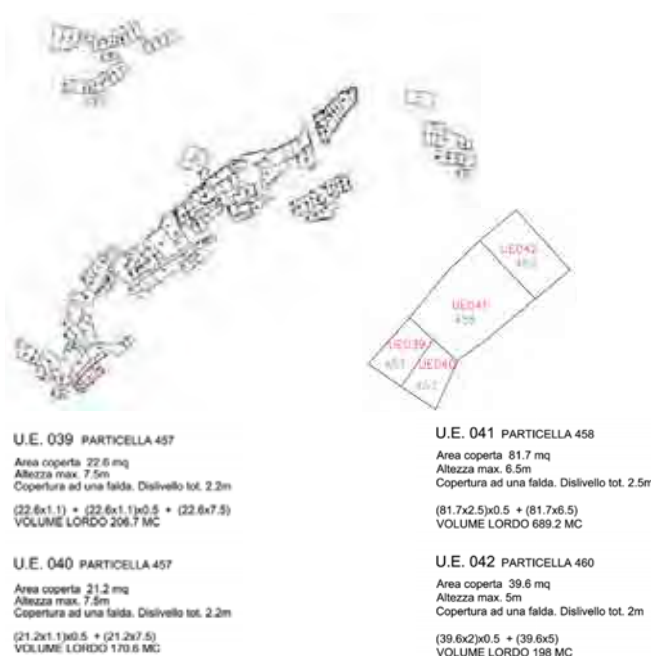 UE042
UE041
458
UE039
457
UE040
457
U.E. 039 PARTICELLA 457
Area coperta 22.6 mq
Altezza max. 7.5m
Copertura ad una falda. Dislivello tot. 2.2m
(22.6x1.1) + (22.6x1.1)x0.5 + (22.6x7.5)
VOLUME LORDO 206.7 MC
U.E. 040 PARTICELLA 457
Area coperta 21.2 mq
Altezza max. 7.5m
Copertura ad una falda. Dislivello tot. 2.2m
(21.2x1.1)x0.5 + (21.2x7.5)
VOLUME LORDO 170.6 MC
U.E. 041 PARTICELLA 458
Area coperta 81.7 mq
Altezza max. 6.5m
Copertura ad una falda. Dislivello tot. 2.5m
(81.7x2.5)x0.5 + (81.7x6.5)
VOLUME LORDO 689.2 MC
U.E. 042 PARTICELLA 460
Area coperta 39.6 mq
Altezza max. 5m
Copertura ad una falda. Dislivello tot. 2m
(39.6x2)x0.5 + (39.6x5)
VOLUME LORDO 198 MC